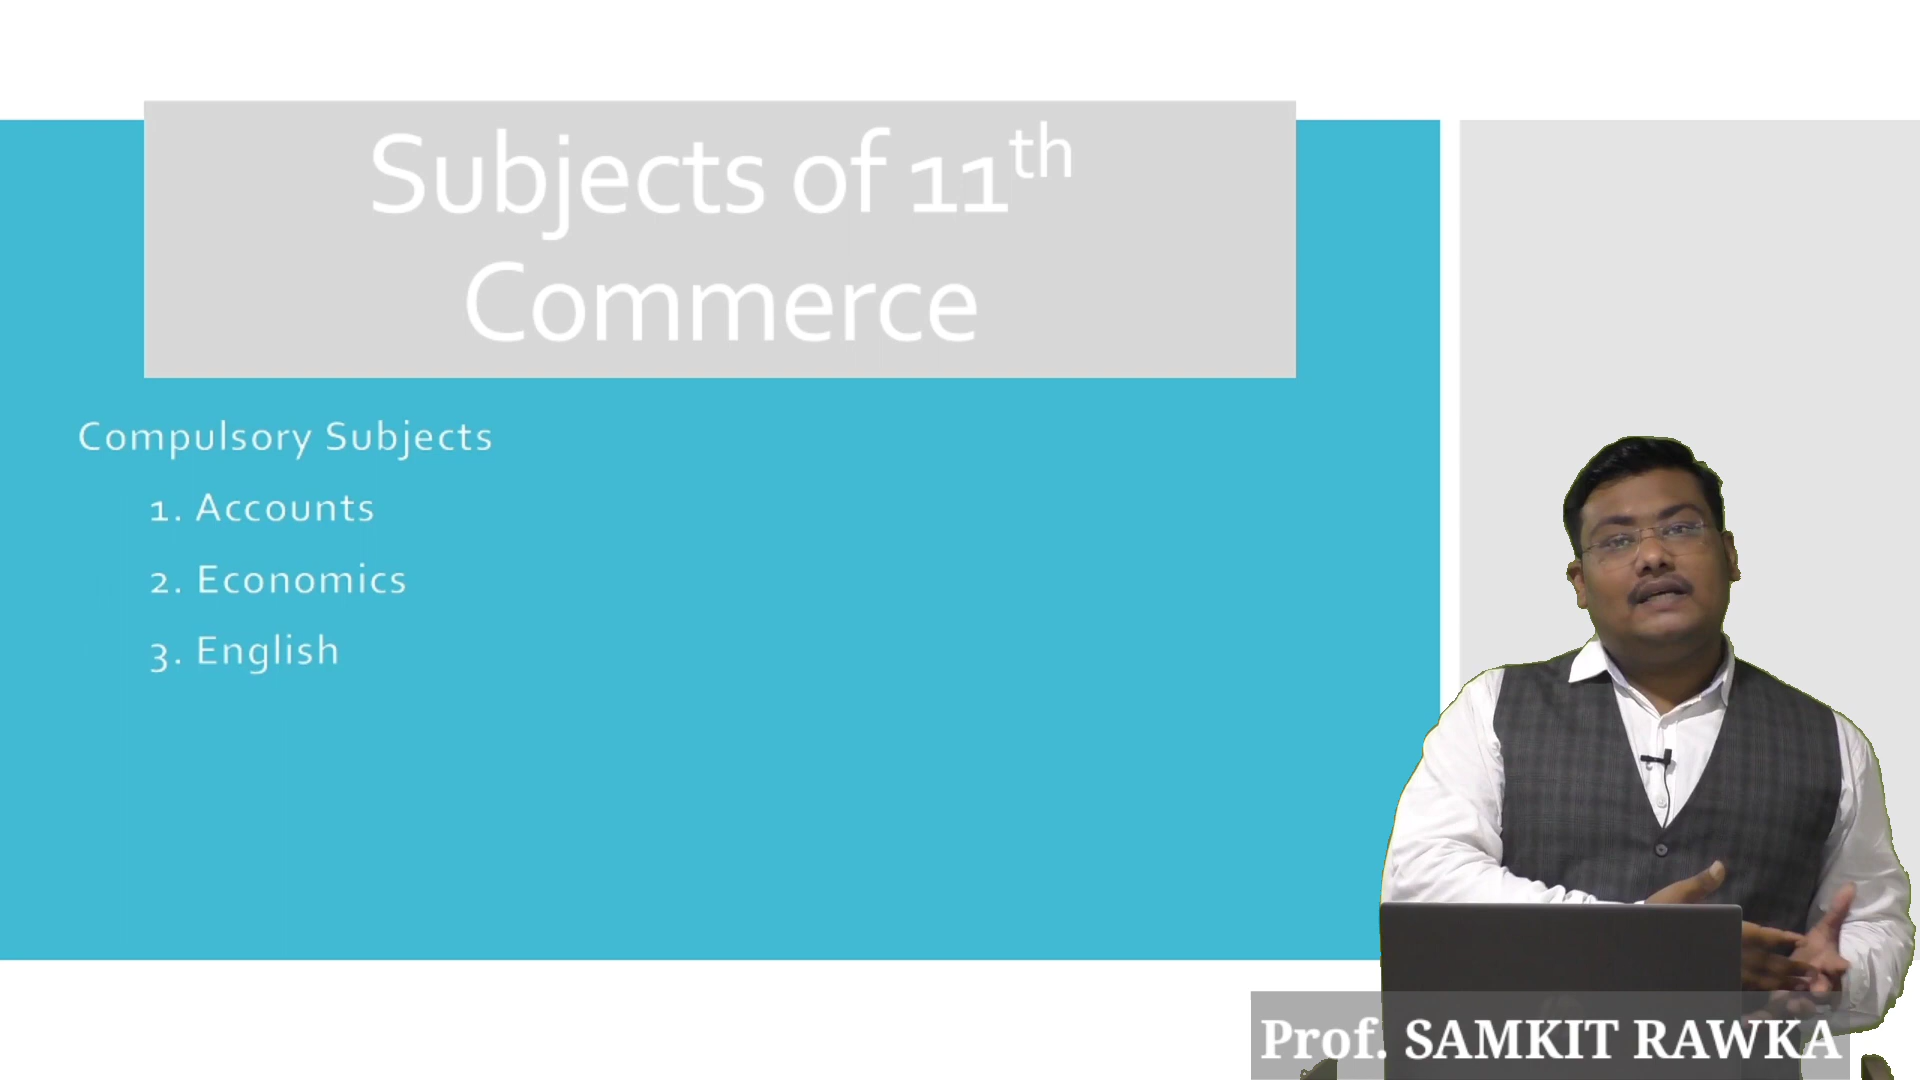 Subjects of 11th
Commerce
Compulsory Subjects
1. Accounts
2. Economics
3. English
Prof. SAMKIT RAWKA